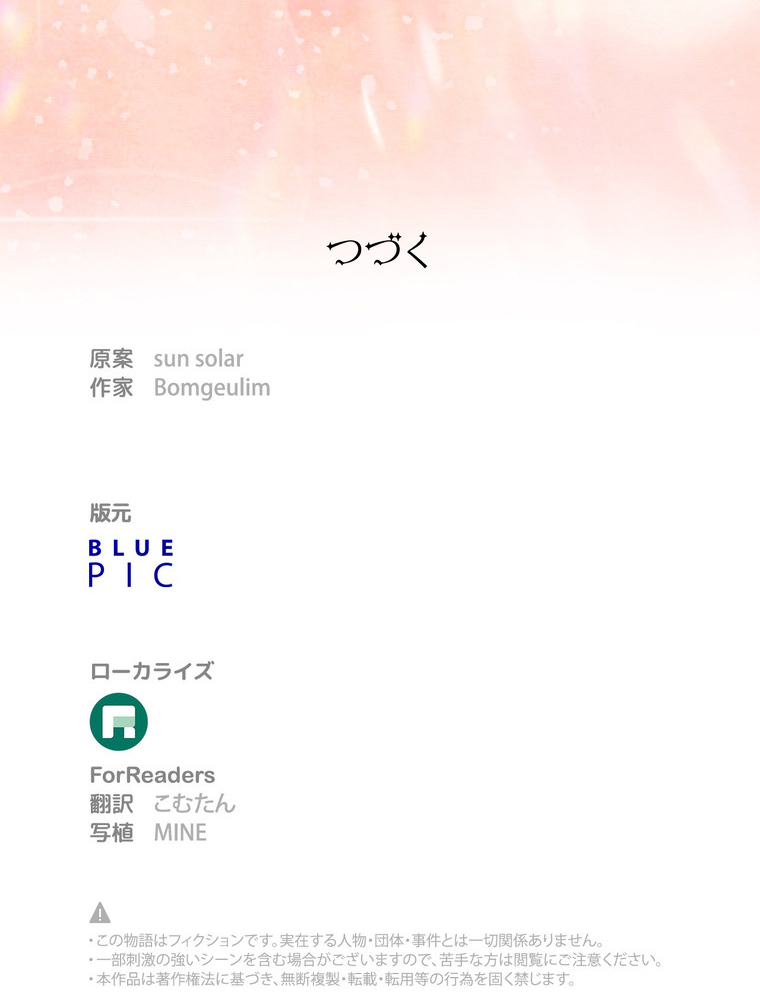 つづく
原案 sun solar
作家 Bomgeulim
版元
BLUE
PIC
ローカライズ
ForReaders
翻訳 こむたん
写植 MINE
・この物語はフィクションです。実在する人物・団体・事件とは一切関係ありません。
・一部刺激の強いシーンを含む場合がございますので、苦手な方は閲覧にご注意ください。
・本作品は著作権法に基づき、無断複製・転載・転用等の行為を固く禁じます。